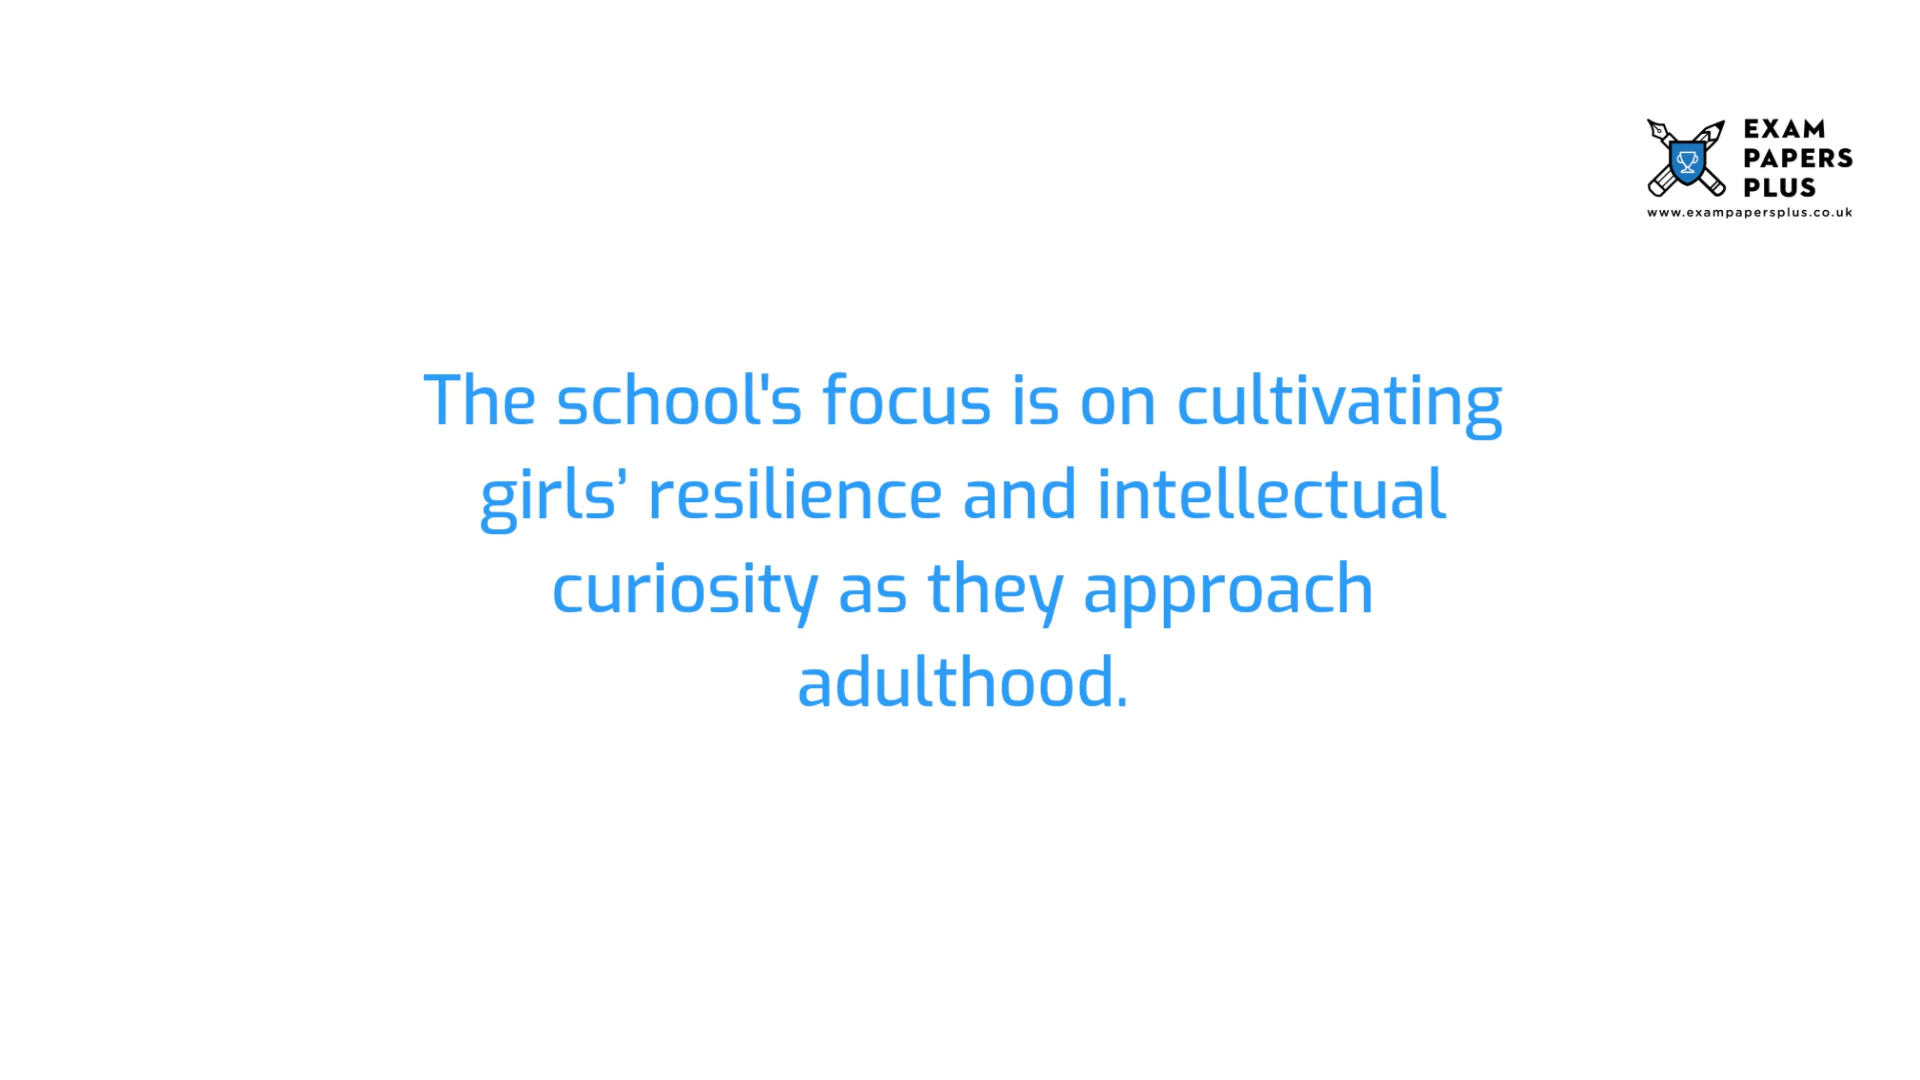 EXAM
PAPERS
PLUS
www.exampapersplus.co.uk
The school's focus is on cultivating
girls’ resilience and intellectual
curiosity as they approach
adulthood.